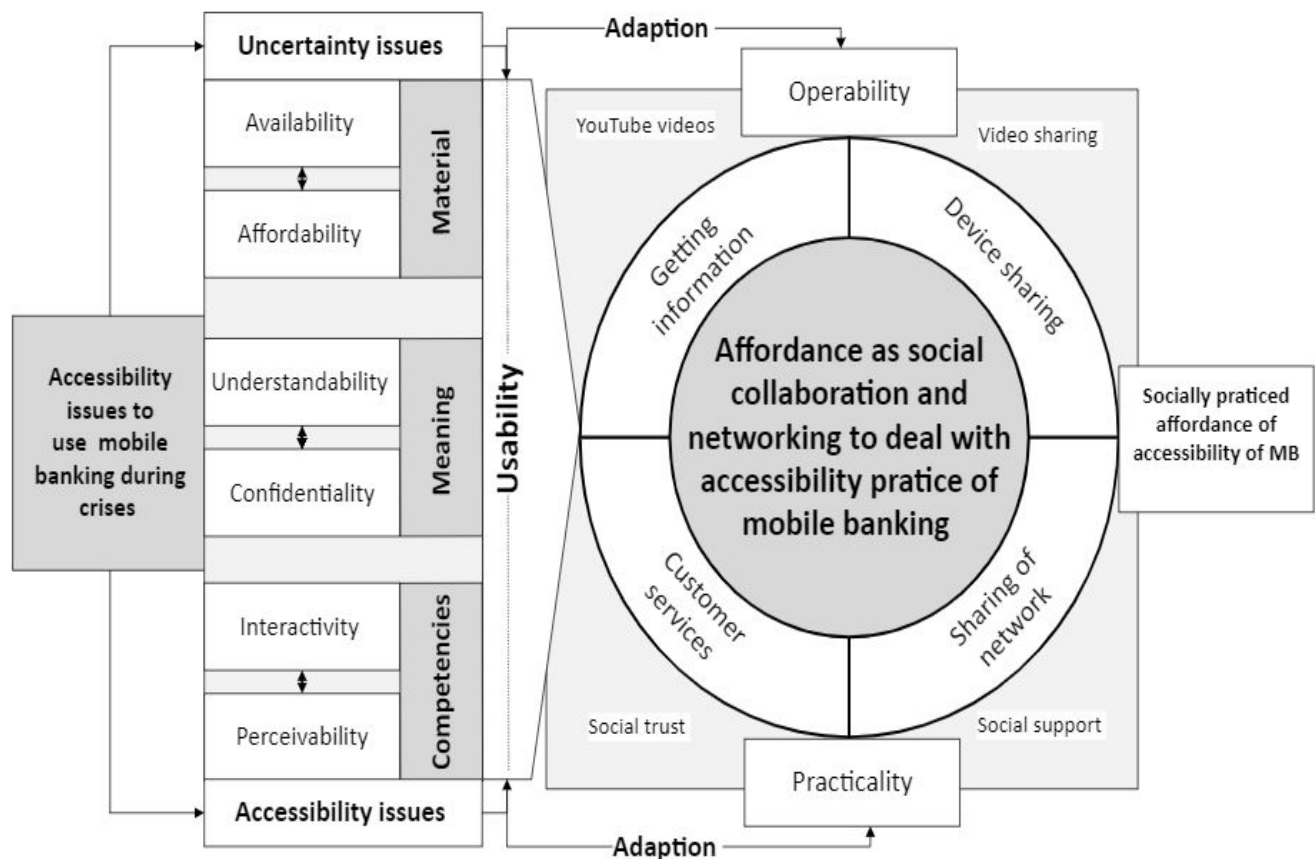 Uncertainty issues
Adaption
Availability
Affordability
Material
Accessibility
issues to
use mobile
banking during
crises
Understandability
Confidentiality
Meaning
Interactivity
Perceivability
Competencies
Accessibility issues
Adaption
Usability
Operability
YouTube videos
Video sharing
Getting
information
Device sharing
Affordance as social
collaboration and
networking to deal with
accessibility pratice of
mobile banking
Customer
services
Sharing of
network
Social trust
Social support
Practicality
Socially praticed
affordance of
accessibility of MB